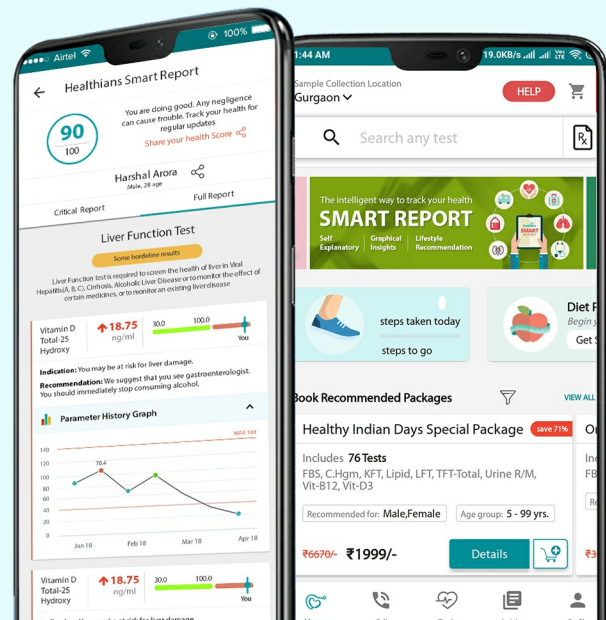 Airtel
100%
Healthians Smart Report
90
100
You are doing good. Any negligence
can cause trouble. Track your health for
regular updates
Share your health Score
Harshal Arora
Male, 28 age
Critical Report
Full Report
Liver Function Test
Some bordeline results
Liver Function test is required to screen the health of liver in Viral
Hepatitis(A, B, C), Cirrhosis, Alcoholic Liver Disease or to monitor the effect of
certain medicines, or to monitor an existing liver disease
Vitamin D
Total-25
Hydroxy
18.75
ng/ml
30.0
100.0
You
Indication: You may be at risk for liver damage.
Recommendation: We suggest that you see gastroenterologist.
You should immediately stop consuming alcohol.
Parameter History Graph
140
120
100
80
60
40
20
0
78.4
Jan 18
Feb 18
Mar 18
Apr 18
Vitamin D
Total-25
Hydroxy
18.75
ng/ml
30.0
100.0
You
1:44 AM
19.0KB/s
Sample Collection Location
Gurgaon
HELP
Search any test
Rx
The intelligent way to track your health
SMART REPORT
Self
Explanatory
Graphical
Insights
Lifestyle
Recommendation
SMART
steps taken today
steps to go
Diet
Begin
Get
Book Recommended Packages
VIEW ALL
Healthy Indian Days Special Package
save 71%
Includes 76 Tests
FBS, C.Hgm, KFT, Lipid, LFT, TFT-Total, Urine R/M,
Vit-B12, Vit-D3
Recommended for: Male,Female
Age group: 5 - 99 yrs.
₹6670/-
₹1999/-
Details